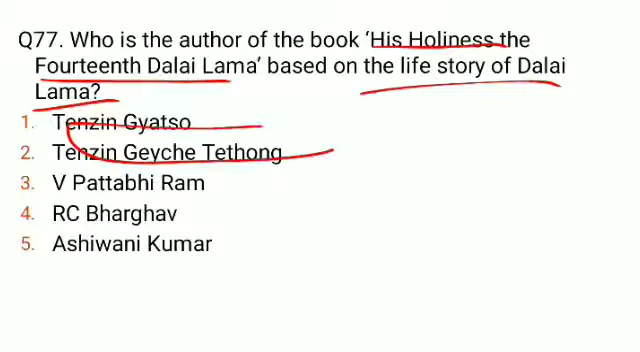 Q77. Who is the author of the book ‘His Holiness the
Fourteenth Dalai Lama’ based on the life story of Dalai
Lama?
1. Tenzin Gyatso
2. Tenzin Geyche Tethong
3. V Pattabhi Ram
4. RC Bharghav
5. Ashiwani Kumar